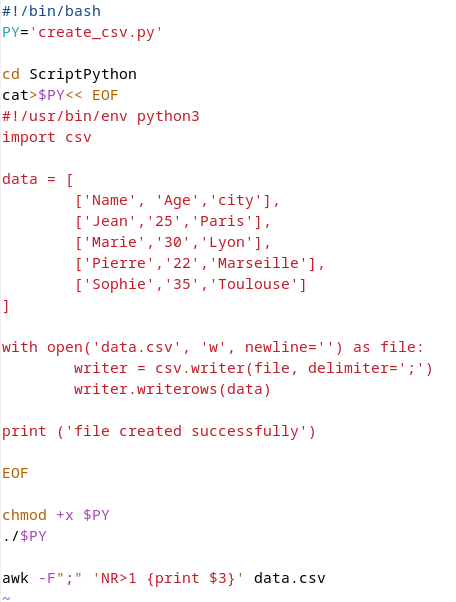 #!/bin/bash
PY='create_csv.py'

cd ScriptPython
cat>$PY<< EOF
#!/usr/bin/env python3
import csv

data = [
        ['Name', 'Age','city'],
        ['Jean','25','Paris'],
        ['Marie','30','Lyon'],
        ['Pierre','22','Marseille'],
        ['Sophie','35','Toulouse']
]

with open('data.csv', 'w', newline='') as file:
        writer = csv.writer(file, delimiter=';')
        writer.writerows(data)

print ('file created successfully')

EOF

chmod +x $PY
./$PY

awk -F";" 'NR>1 {print $3}' data.csv
~